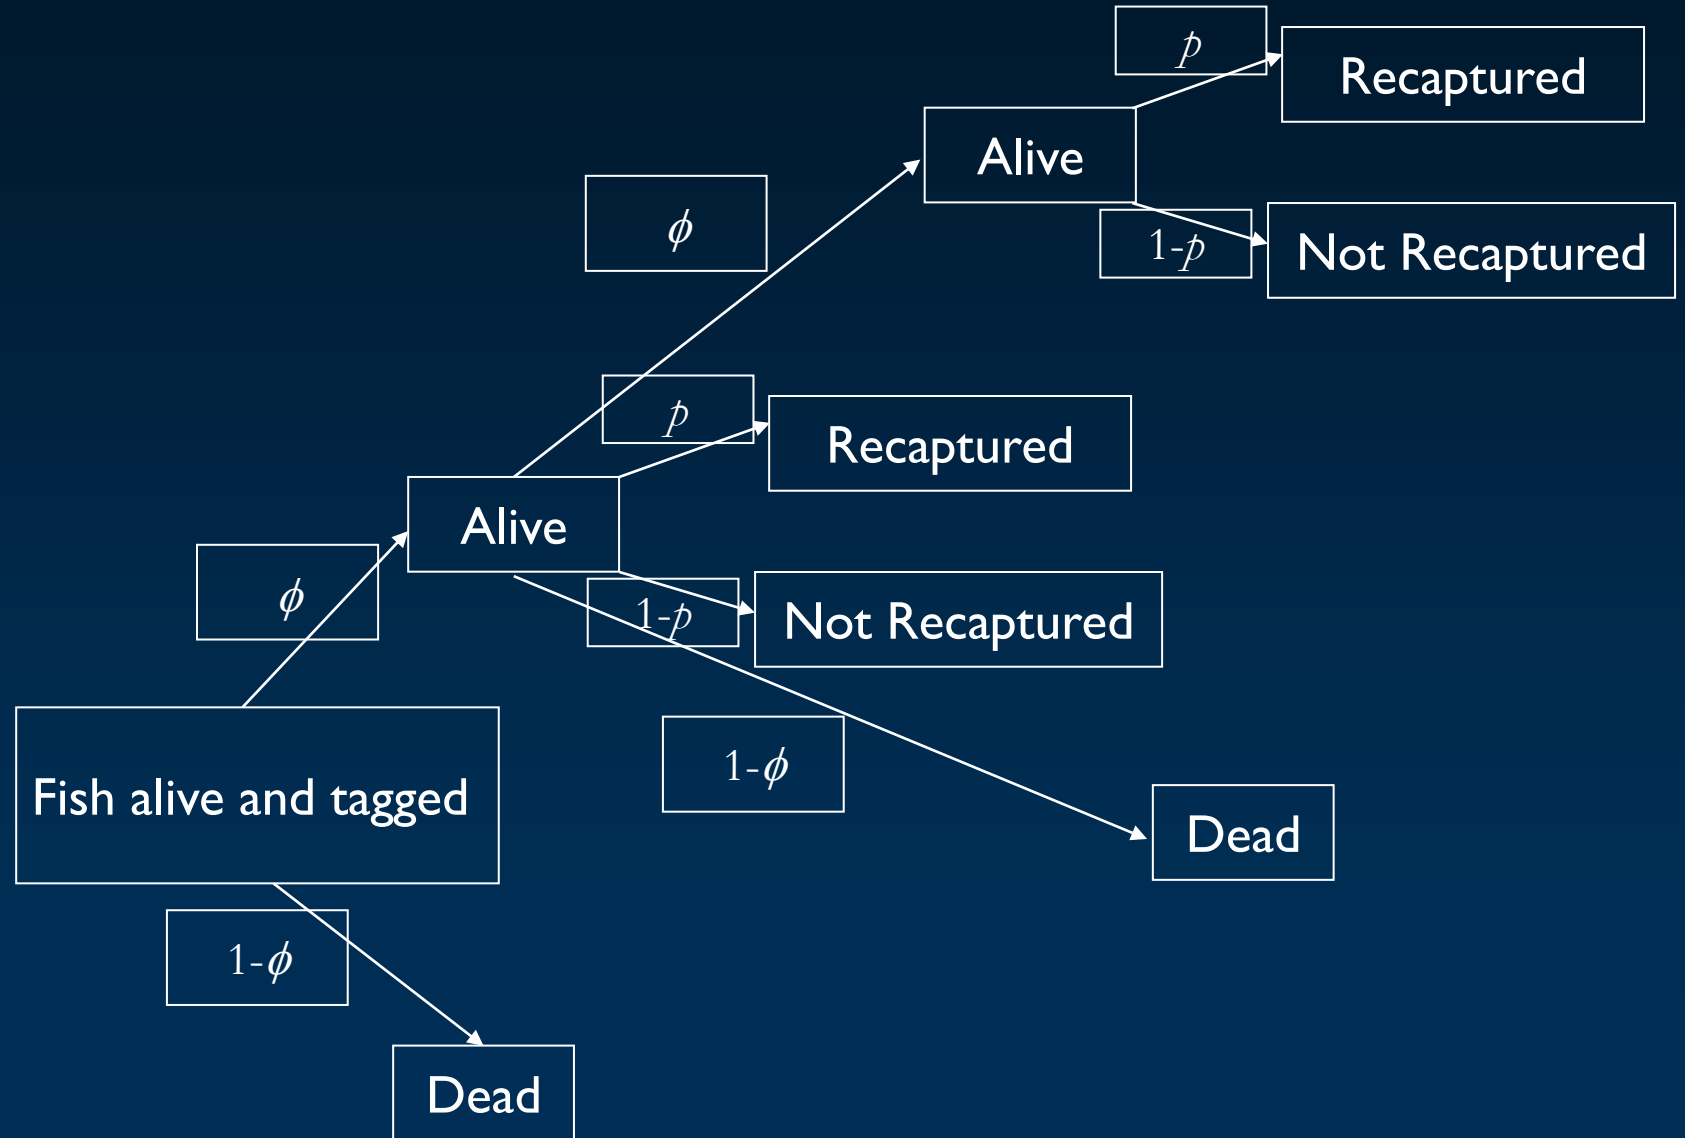 p
Recaptured
Alive
ϕ
1-p
Not Recaptured
p
Recaptured
Alive
ϕ
1-p
Not Recaptured
1-ϕ
Fish alive and tagged
Dead
1-ϕ
Dead